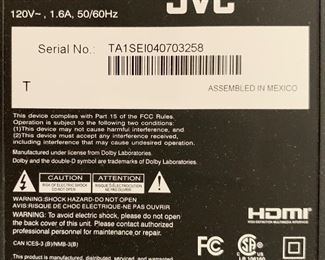 JVC
120V~, 1.6A, 50/60Hz
Serial No.: TA1SEI040703258
T
ASSEMBLED IN MEXICO
This device complies with Part 15 of the FCC Rules.
Operation is subject to the following two conditions:
(1)This device may not cause harmful interference, and
(2)This device must accept any interference received,
including interference that may cause undesired operation.
Manufactured under license from Dolby Laboratories.
Dolby and the double-D symbol are trademarks of Dolby Laboratories.
CAUTION
RISK OF ELECTRIC SHOCK
DO NOT OPEN
ATTENTION
RISQUE D'ELECTROCUTION
NE PAS OUVRIR
WARNING:SHOCK HAZARD-DO NOT OPEN
AVIS:RISQUE DE CHOC ELECTRIQUE-NE PAS OUVRIR
WARNING: To avoid electric shock, please do not open
the back cover of this unit. Please contact authorized
professional personnel for maintenance, or repair.
CAN ICES-3 (B)/NMB-3(B)
HDMI
HIGH-DEFINITION MULTIMEDIA INTERFACE
FC